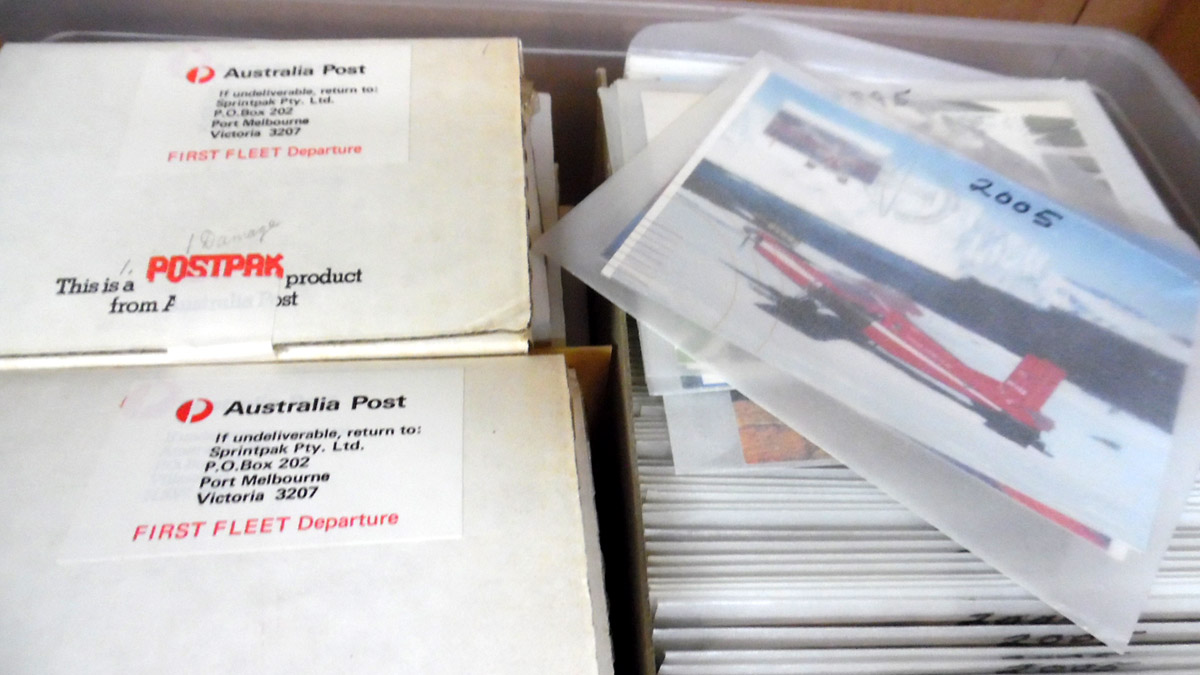 Australia Post
If undeliverable, return to:
Sprintpak Pty. Ltd.
P.O.Box 202
Port Melbourne
Victoria 3207
FIRST FLEET Departure
1 Damage
This is a POSTPAK product
from Post
Australia Post
If undeliverable, return to:
Sprintpak Pty. Ltd.
P.O.Box 202
Port Melbourne
Victoria 3207
FIRST FLEET Departure
2005